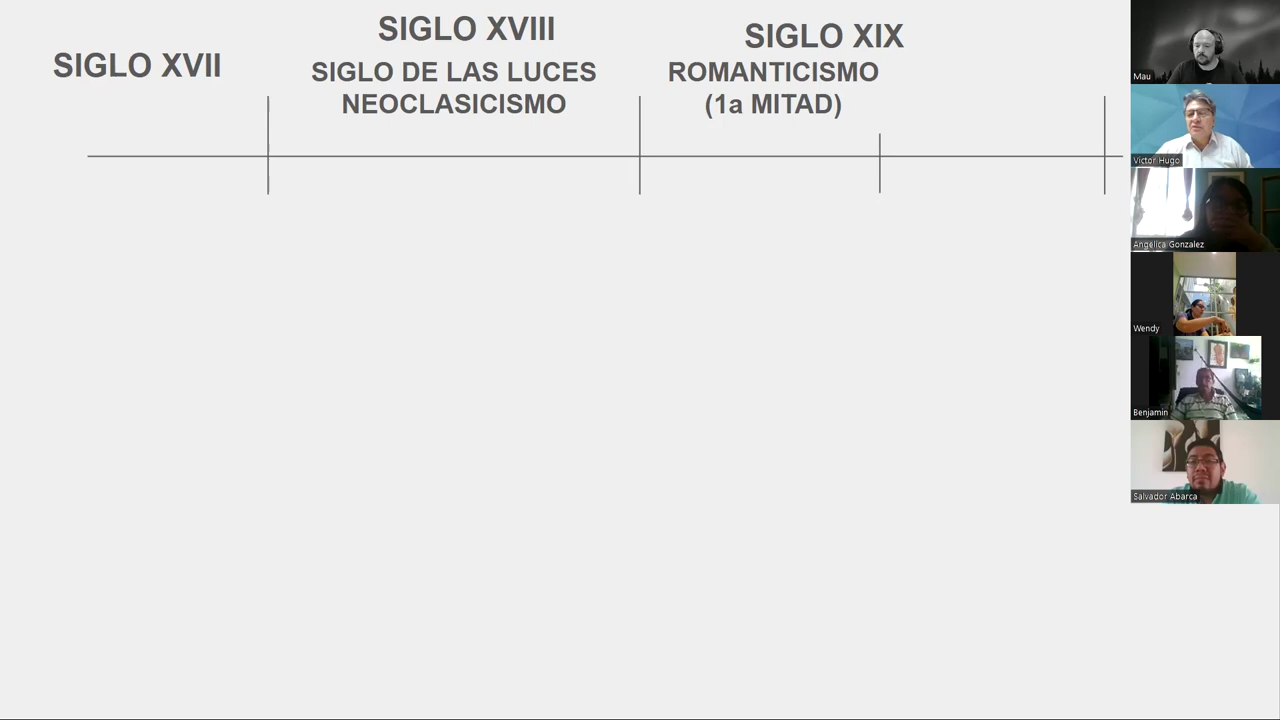 SIGLO XVII
SIGLO XVIII
SIGLO DE LAS LUCES
NEOCLASICISMO
SIGLO XIX
ROMANTICISMO
(1a MITAD)
Mau
Víctor Hugo
Angélica Gonzalez
Wendy
Benjamin
Salvador Abarca